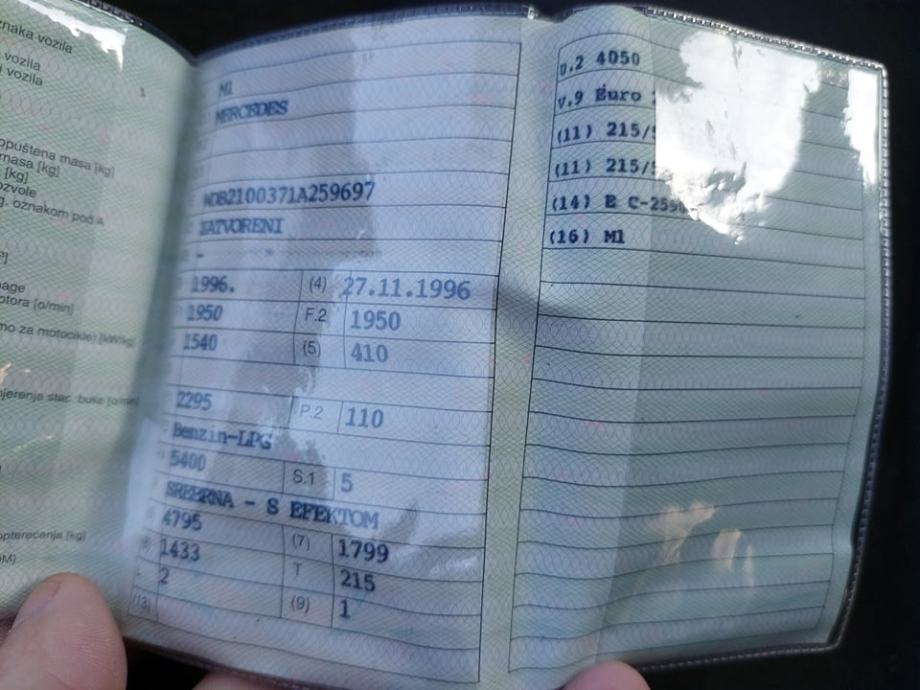 znaka vozila
vozila
vozila
opuštena masa [kg]
masa [kg]
[kg]
ozvole
g. oznakom pod A
nage
otora [o/min]
mo za motocikle) [kW/kg]
njerenja stac. buke [o/min]
opterećenja [kg]
M1
MERCEDES
WDB2100371A259697
ZATVORENI
- -
1996. (4) 27.11.1996
1950 F.2 1950
1540 (5) 410
2295 P.2 110
Benzin-LPG
5400 S.1 5
SREBRNA - S EFEKTOM
4795 (7) 1799
1433 T 215
2 (9) 1
(13)
U.2 4050
V.9 Euro
(11) 215/5
(11) 215/5
(14) E C-259
(16) M1